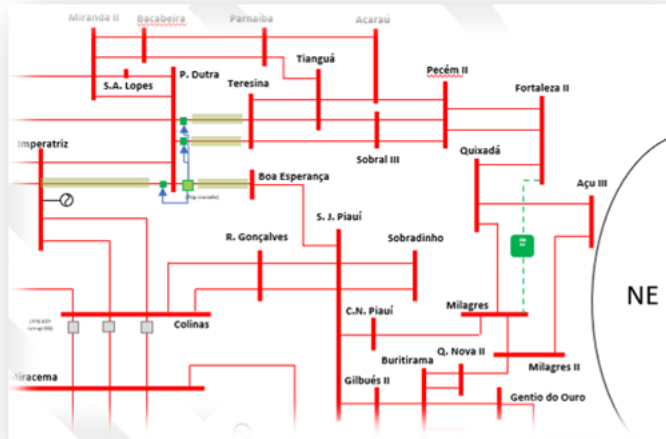 Miranda II
Bacabeira
Parnaíba
Acaraú
Tianguá
Pecém II
S.A. Lopes
P. Dutra
Teresina
Fortaleza II
Imperatriz
Sobral III
Quixadá
Boa Esperança
Açu III
S. J. Piauí
R. Gonçalves
Sobradinho
NE
C.N. Piauí
Milagres
Colinas
Buritirama
Q. Nova II
Milagres II
Miracema
Gilbués II
Gentio do Ouro